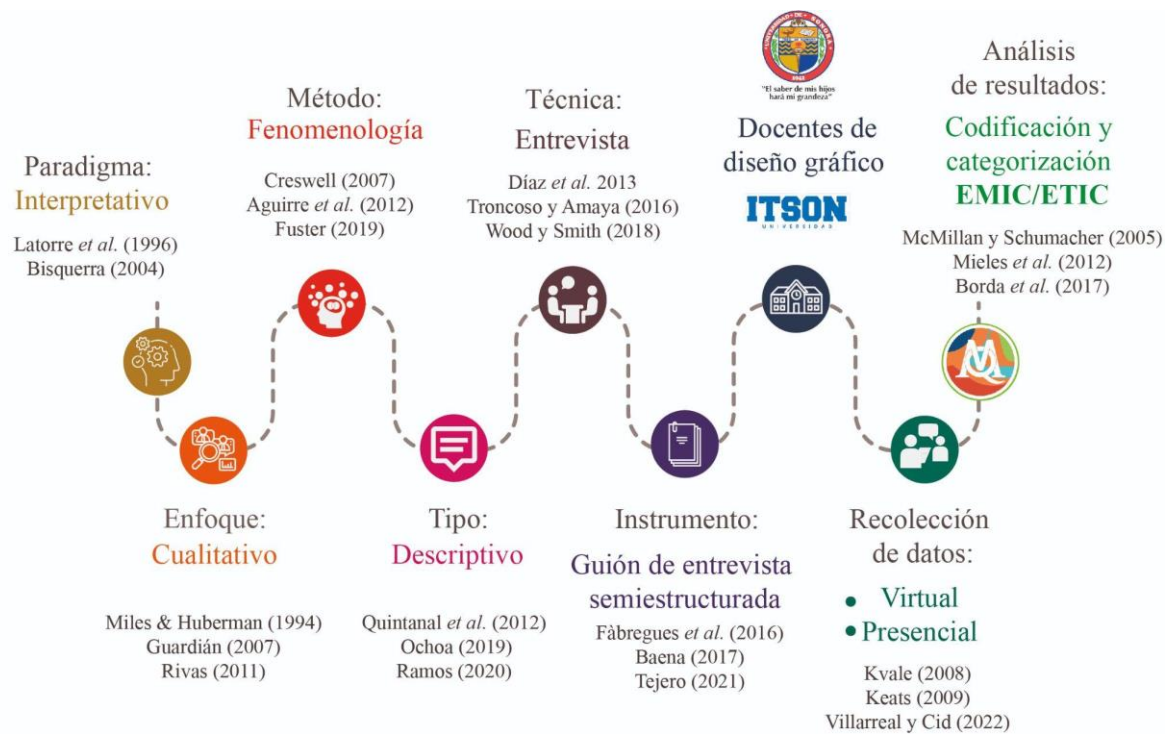 Paradigma:
Interpretativo
Latorre et al. (1996)
Bisquerra (2004)
Enfoque:
Cualitativo
Miles & Huberman (1994)
Guardián (2007)
Rivas (2011)
Método:
Fenomenología
Creswell (2007)
Aguirre et al. (2012)
Fuster (2019)
Tipo:
Descriptivo
Quintanal et al. (2012)
Ochoa (2019)
Ramos (2020)
Técnica:
Entrevista
Díaz et al. 2013
Troncoso y Amaya (2016)
Wood y Smith (2018)
Instrumento:
Guión de entrevista
semiestructurada
Fàbregues et al. (2016)
Baena (2017)
Tejero (2021)
UNIVERSIDAD DE SONORA
1942
"El saber de mis hijos
hará mi grandeza"
Docentes de
diseño gráfico
ITSON
UNIVERSIDAD
Recolección
de datos:
• Virtual
• Presencial
Kvale (2008)
Keats (2009)
Villarreal y Cid (2022)
Análisis
de resultados:
Codificación y
categorización
EMIC/ETIC
McMillan y Schumacher (2005)
Mieles et al. (2012)
Borda et al. (2017)